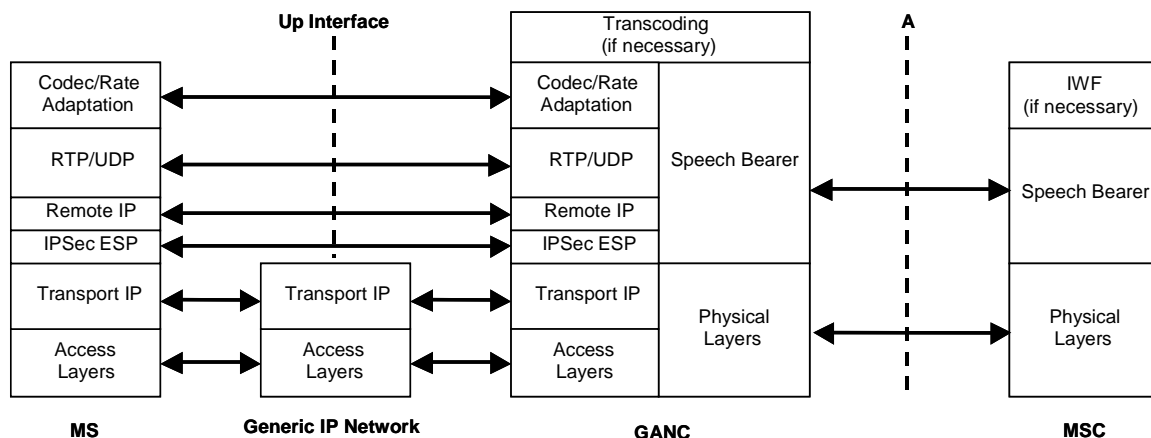 Up Interface
A
Transcoding
(if necessary)
Codec/Rate
Adaptation
Codec/Rate
Adaptation
IWF
(if necessary)
RTP/UDP
RTP/UDP
Speech Bearer
Speech Bearer
Remote IP
Remote IP
IPSec ESP
IPSec ESP
Transport IP
Transport IP
Transport IP
Physical
Layers
Physical
Layers
Access
Layers
Access
Layers
Access
Layers
MS
Generic IP Network
GANC
MSC